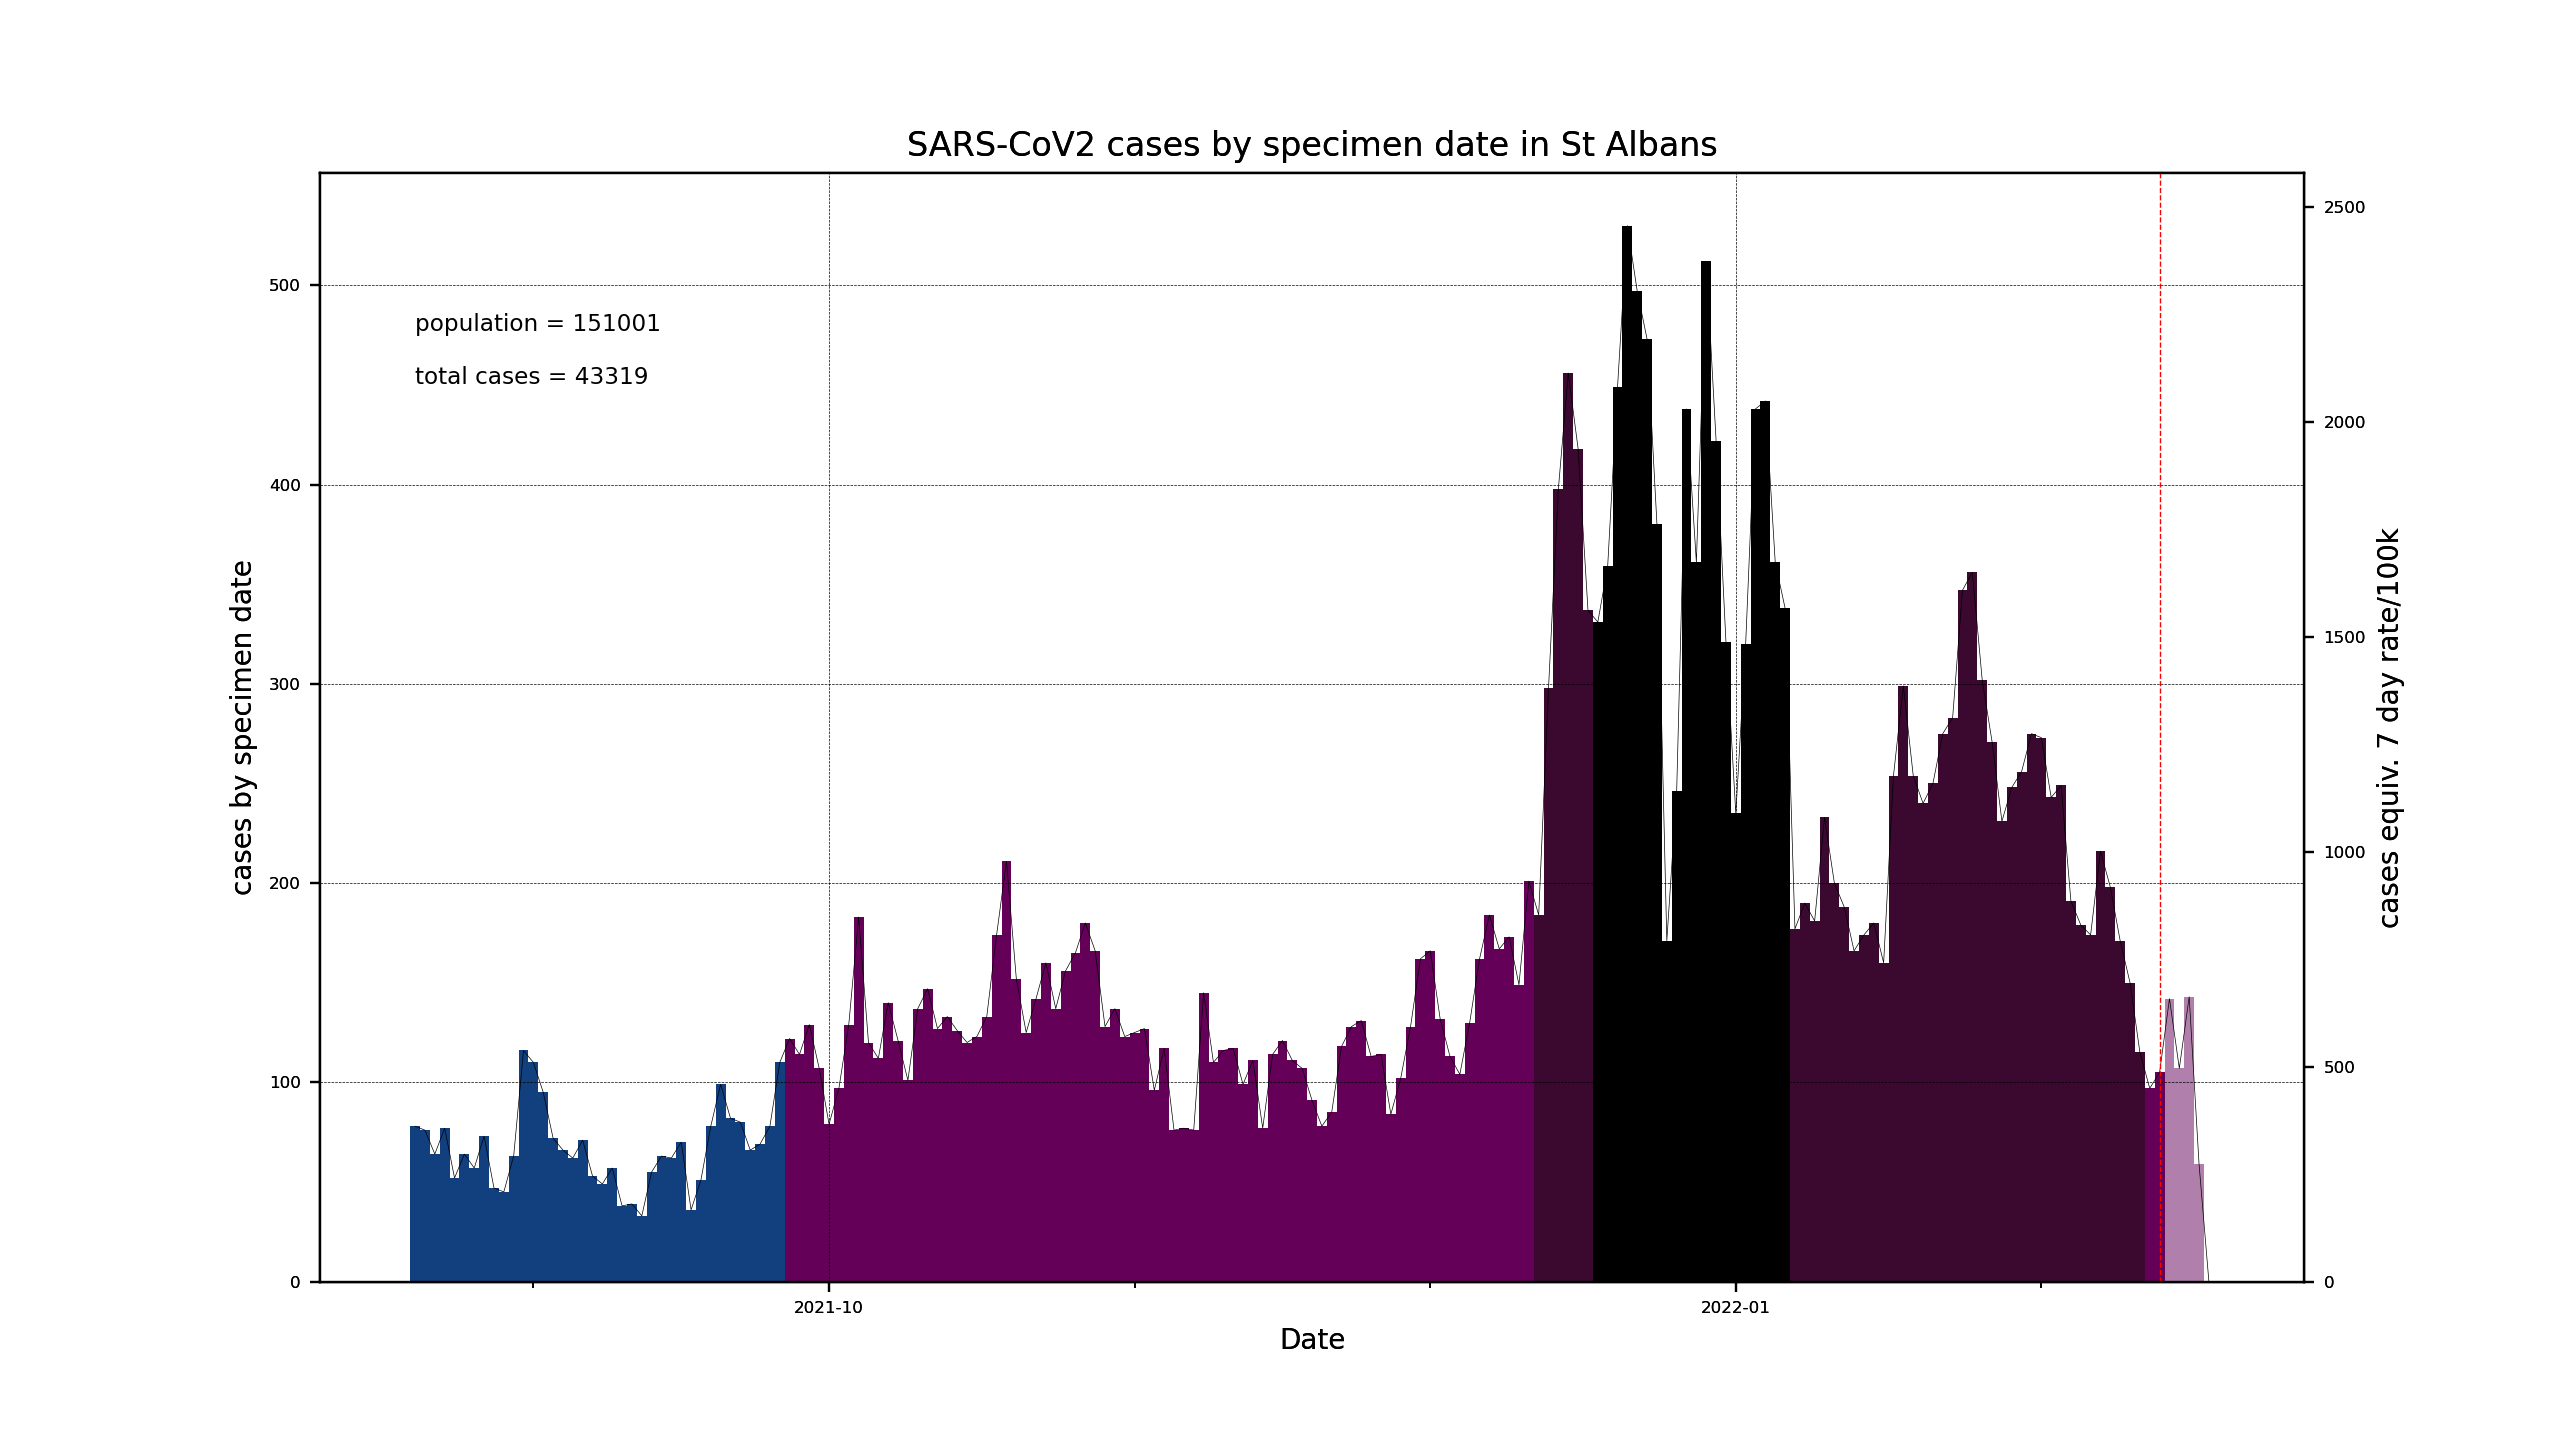 SARS-CoV2 cases by specimen date in St Albans
population = 151001
total cases = 43319
cases by specimen date
500
400
300
200
100
0
2500
2000
1500
1000
500
0
cases equiv. 7 day rate/100k
2021-10
2022-01
Date